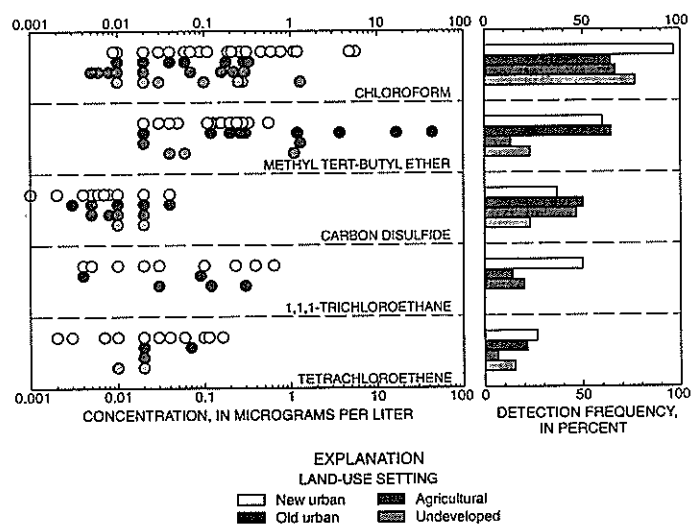 0.001 0.01 0.1 1 10 100 0 50 100
CHLOROFORM
METHYL TERT-BUTYL ETHER
CARBON DISULFIDE
1,1,1-TRICHLOROETHANE
TETRACHLOROETHENE
0.001 0.01 0.1 1 10 100 0 50 100
CONCENTRATION, IN MICROGRAMS PER LITER
DETECTION FREQUENCY,
IN PERCENT
EXPLANATION
LAND-USE SETTING
New urban Agricultural
Old urban Undeveloped